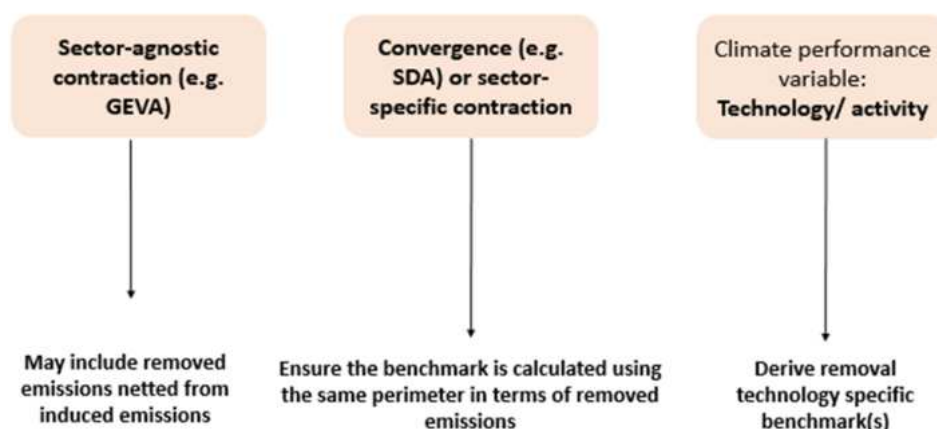 Sector-agnostic
contraction (e.g.
GEVA)
Convergence (e.g.
SDA) or sector-
specific contraction
Climate performance
variable:
Technology/ activity
May include removed
emissions netted from
induced emissions
Ensure the benchmark is calculated using
the same perimeter in terms of removed
emissions
Derive removal
technology specific
benchmark(s)